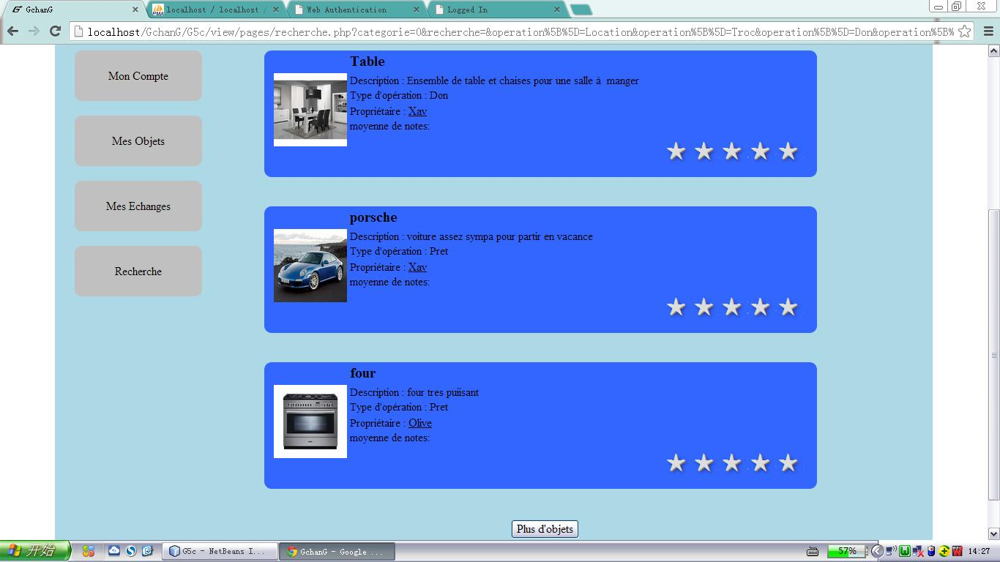 GchanG
localhost / localhost /
Web Authentication
Logged In
localhost/GchanG/G5c/view/pages/recherche.php?categorie=0&recherche=&operation%5B%5D=Location&operation%5B%5D=Troc&operation%5B%5D=Don&operation%5B%
Mon Compte
Mes Objets
Mes Echanges
Recherche
Table
Description : Ensemble de table et chaises pour une salle à  manger
Type d'opération : Don
Propriétaire : Xav
moyenne de notes:
porsche
Description : voiture assez sympa pour partir en vacance
Type d'opération : Pret
Propriétaire : Xav
moyenne de notes:
four
Description : four tres puiisant
Type d'opération : Pret
Propriétaire : Olive
moyenne de notes:
Plus d'objets
开始
G5c - NetBeans I...
GchanG - Google ...
57%
14:27